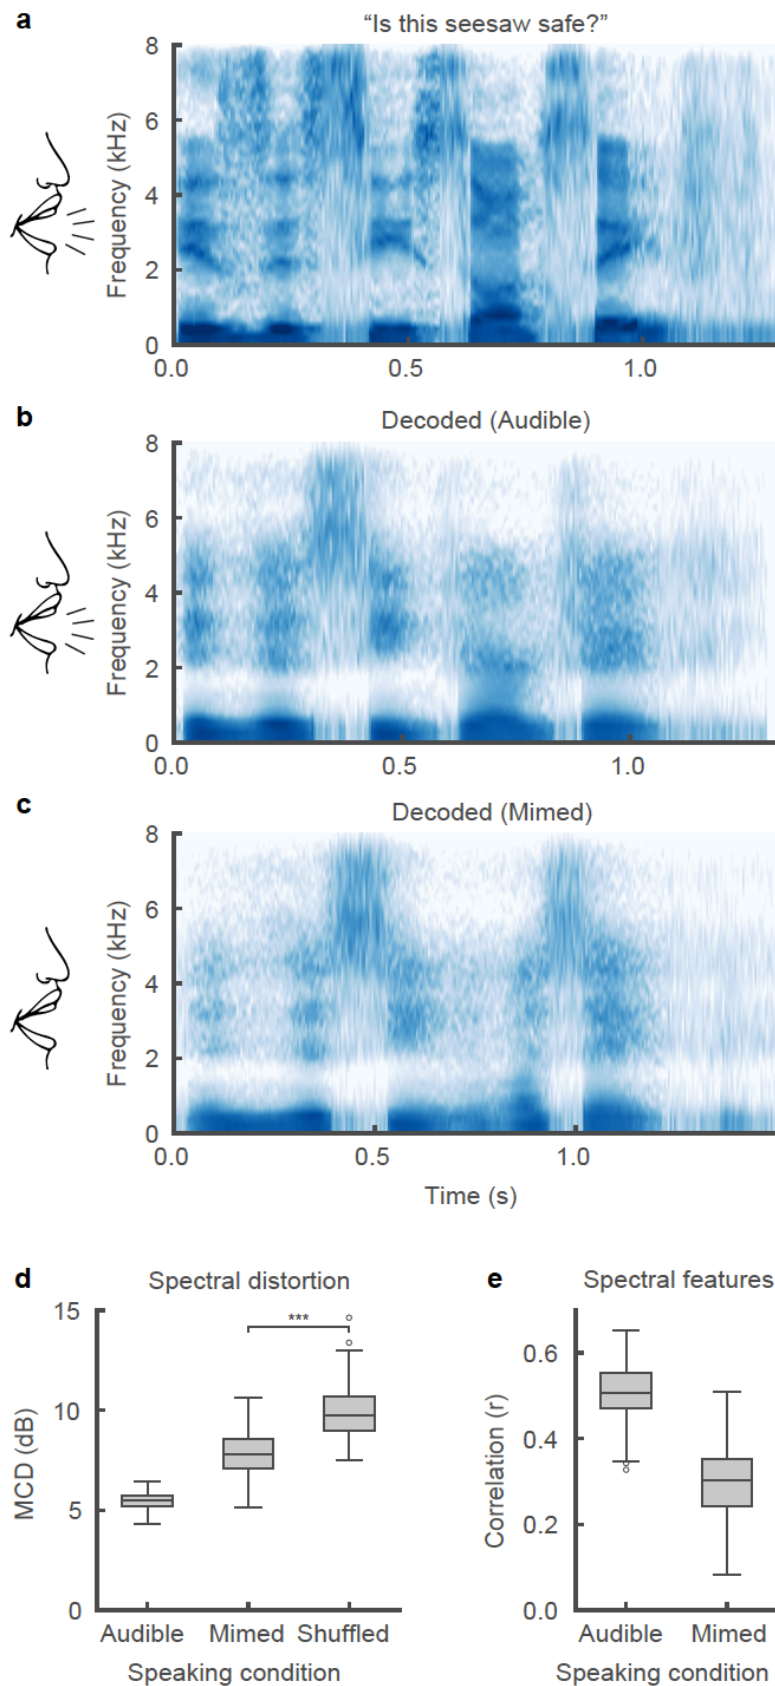 a
"Is this seesaw safe?"
Frequency (kHz)
8
6
4
2
0
0.0 0.5 1.0
b
Decoded (Audible)
Frequency (kHz)
8
6
4
2
0
0.0 0.5 1.0
c
Decoded (Mimed)
Frequency (kHz)
8
6
4
2
0
0.0 0.5 1.0
Time (s)
d
Spectral distortion
MCD (dB)
15
10
5
0
***
Audible Mimed Shuffled
Speaking condition
e
Spectral features
Correlation (r)
0.6
0.4
0.2
0.0
Audible Mimed
Speaking condition